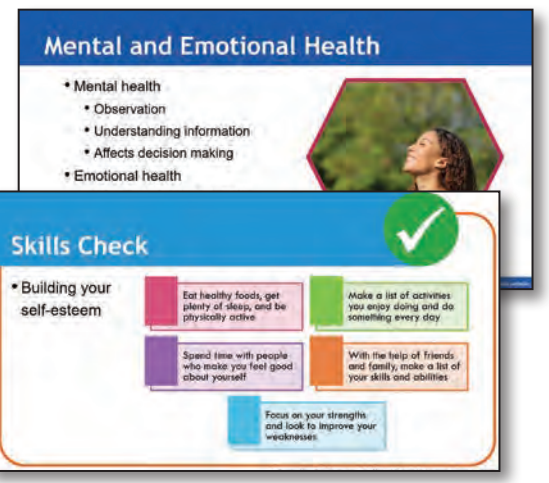 Mental and Emotional Health
• Mental health
• Observation
• Understanding information
• Affects decision making
• Emotional health
Skills Check
• Building your
self-esteem
Eat healthy foods, get
plenty of sleep, and be
physically active
Make a list of activities
you enjoy doing and do
something every day
Spend time with people
who make you feel good
about yourself
With the help of friends
and family, make a list of
your skills and abilities
Focus on your strengths
and look to improve your
weaknesses